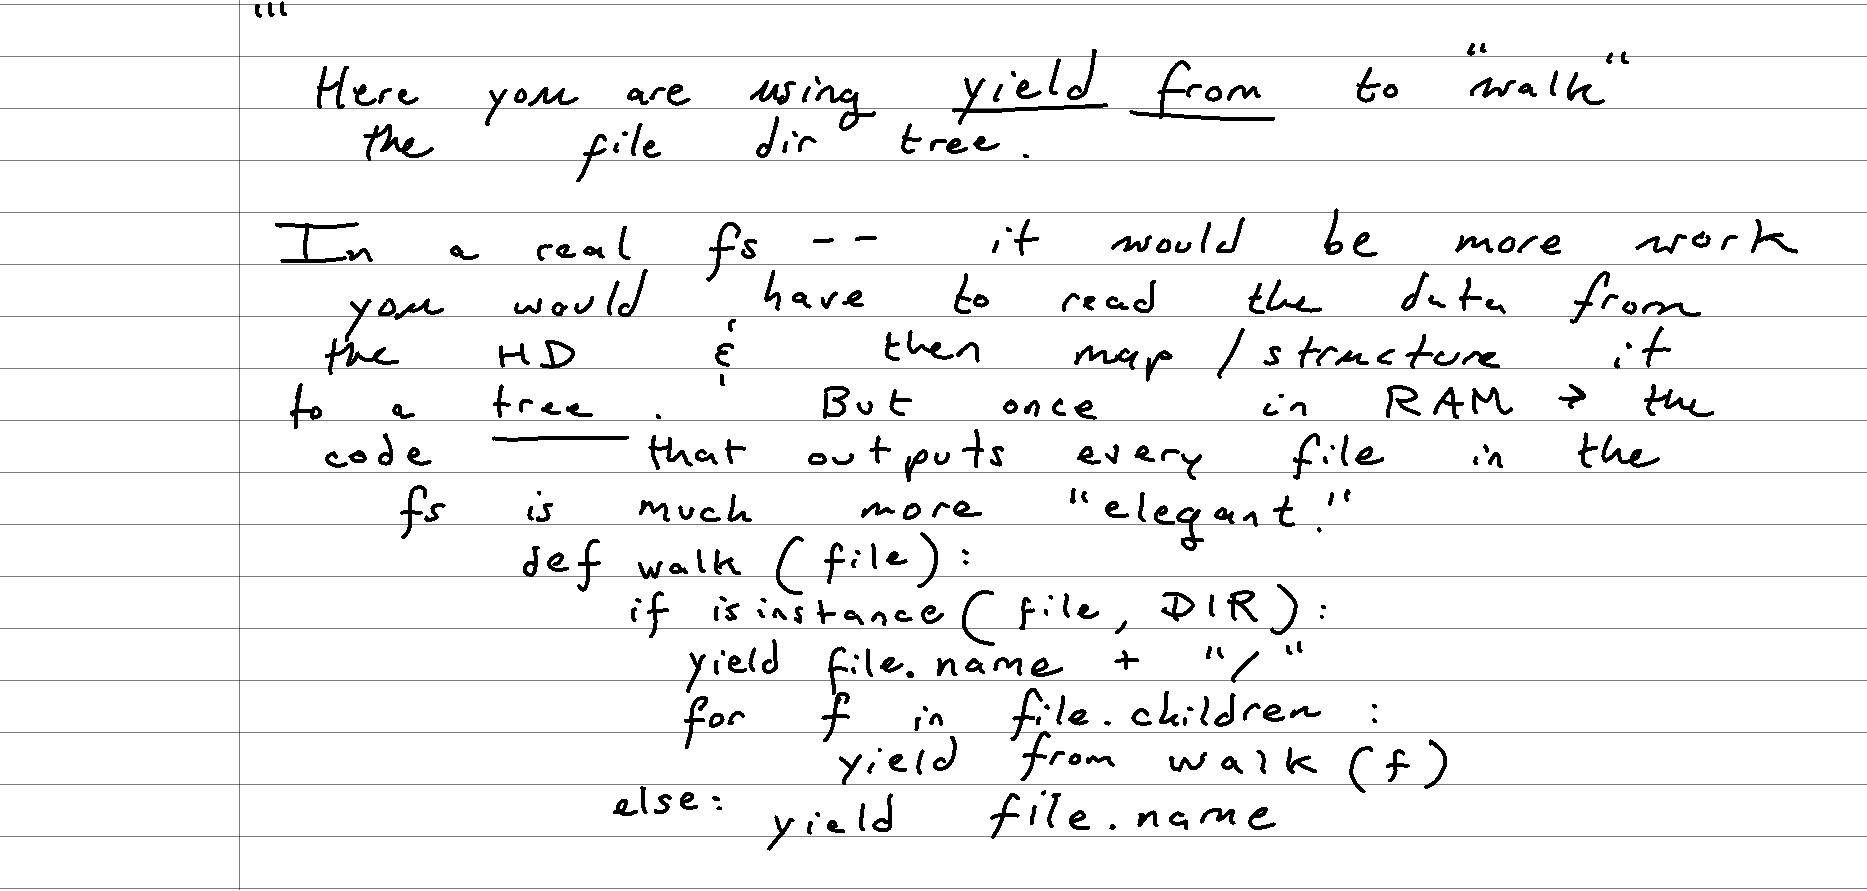 "'
Here you are using yield from to "walk"
the file dir tree.
In a real fs -- it would be more work
you would have to read the data from
the HD & then map / structure it
to a tree. But once in RAM → the
code that outputs every file in the
fs is much more "elegant."
def walk (file):
if isinstance (file, DIR):
yield file.name + "/"
for f in file.children :
yield from walk (f)
else: yield file.name